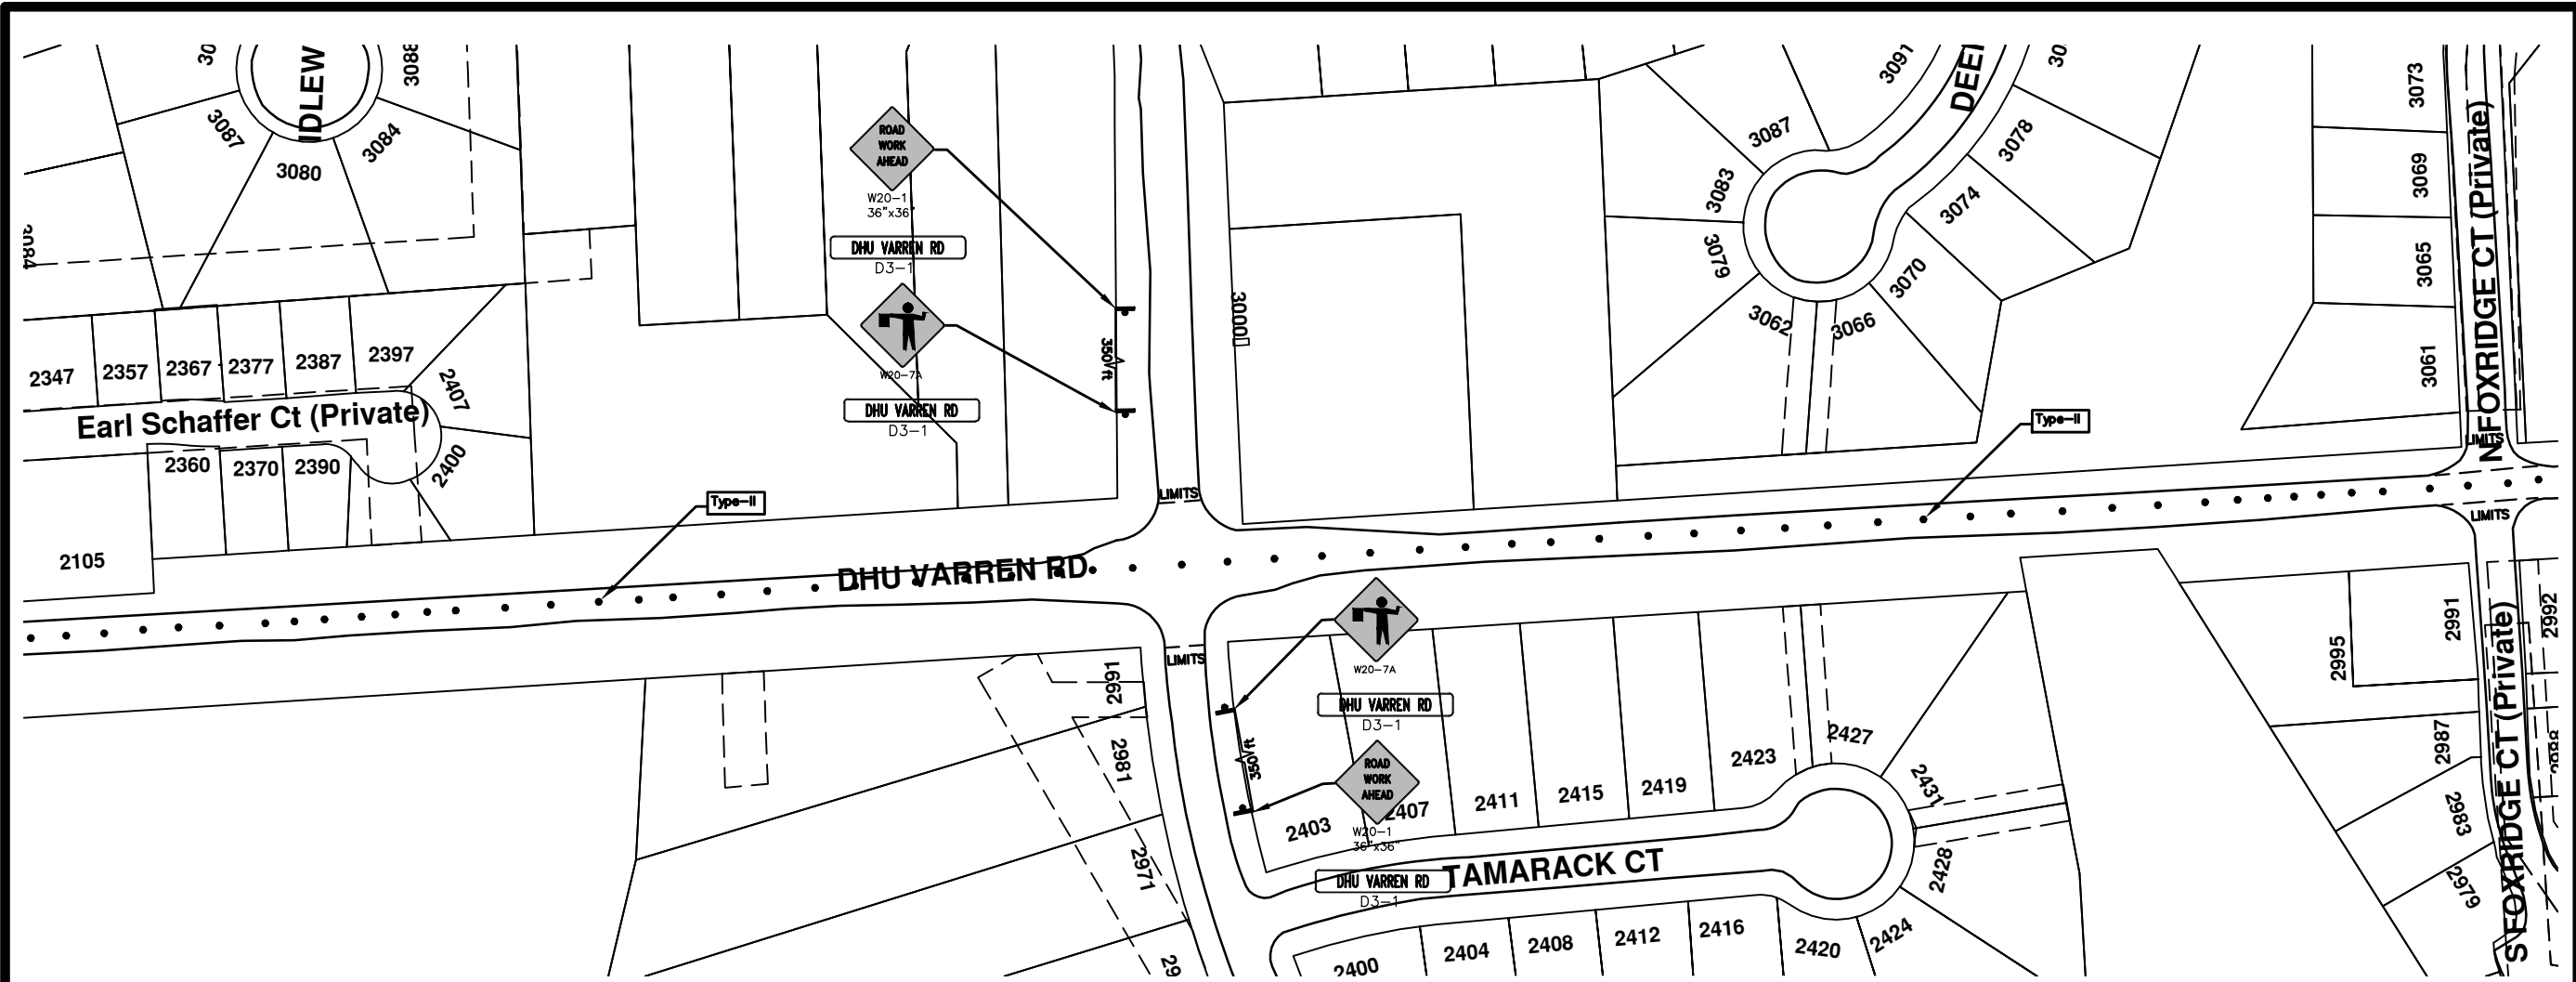 IDLEW
3087
3080
3084
3088
3084
ROAD
WORK
AHEAD
W20-1
36"x36"
DHU VARREN RD
D3-1
W20-7A
DHU VARREN RD
D3-1
350 ft
3000
3091
DEE
3087
3083
3079
3062
3066
3070
3074
3078
3073
3069
3065
3061
N FOXRIDGE CT (Private)
LIMITS
2347
2357
2367
2377
2387
2397
2407
Earl Schaffer Ct (Private)
2360
2370
2390
2400
2105
Type-II
LIMITS
Type-II
DHU VARREN RD
LIMITS
LIMITS
W20-7A
DHU VARREN RD
D3-1
350 ft
ROAD
WORK
AHEAD
W20-1
36"x36"
DHU VARREN RD
D3-1
2991
2981
2971
29
2403
2407
2411
2415
2419
2423
2427
2431
2428
2424
2420
2416
2412
2408
2404
2400
TAMARACK CT
2995
2991
2992
2987
2983
2979
S FOXRIDGE CT (Private)